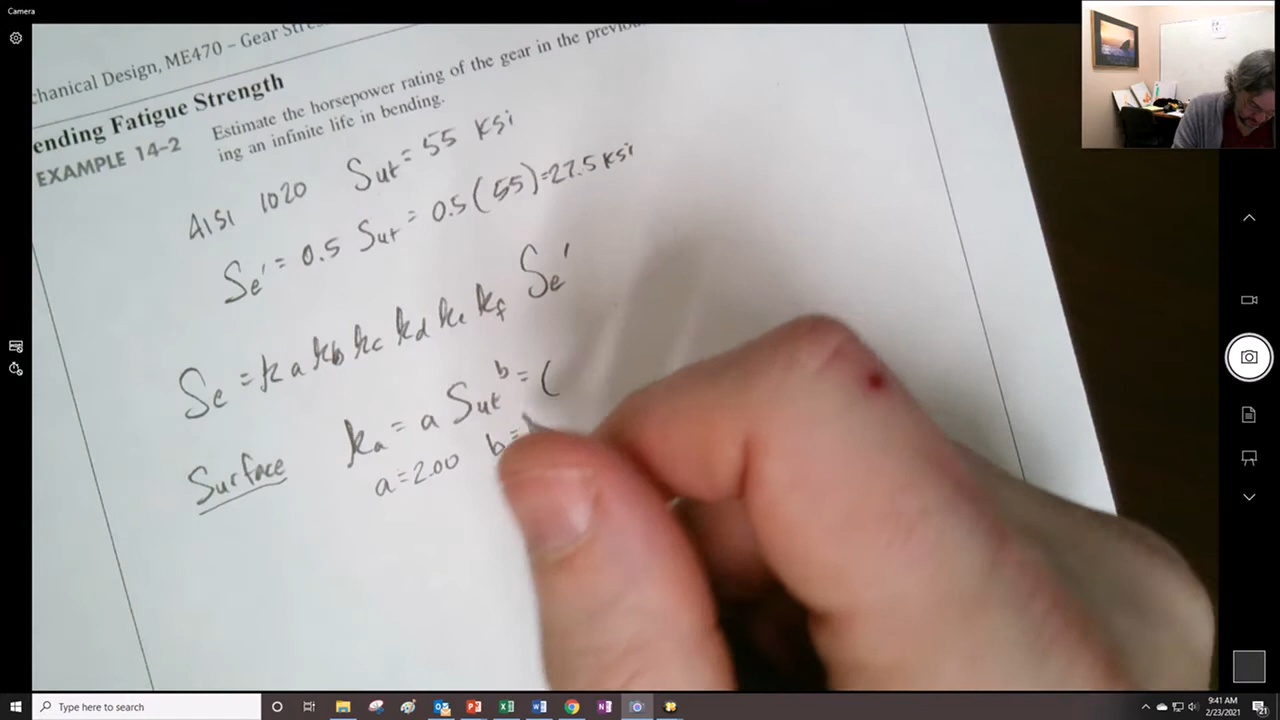 Camera
chanical Design, ME470 – Gear
ending Fatigue Strength
EXAMPLE 14-2
Estimate the horsepower rating of the gear in the
ing an infinite life in bending.
AISI 1020 Sut = 55 ksi
Se' = 0.5 Sut = 0.5 (55) = 27.5 ksi
Se = ka kb kc kd ke kf Se'
Surface ka = a Sut^b = (
a = 2.00 b =
Type here to search
9:41 AM
2/23/2021
21